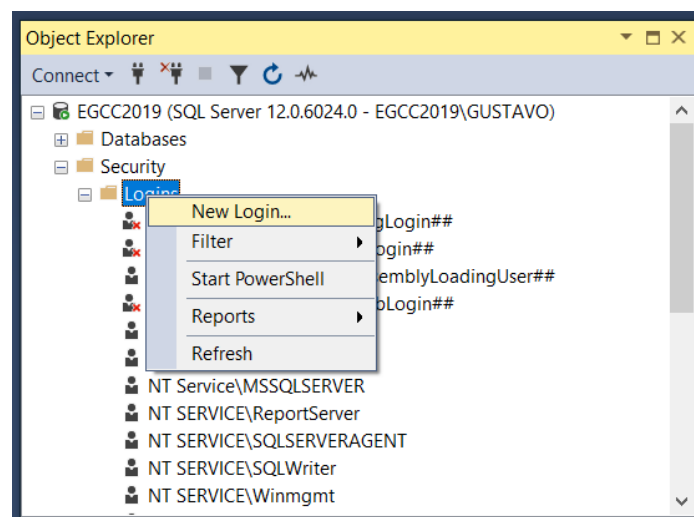 Object Explorer
Connect
EGCC2019 (SQL Server 12.0.6024.0 - EGCC2019\GUSTAVO)
Databases
Security
Logins
New Login...
gLogin##
Filter
ogin##
Start PowerShell
emblyLoadingUser##
Reports
bLogin##
Refresh
NT Service\MSSQLSERVER
NT SERVICE\ReportServer
NT SERVICE\SQLSERVERAGENT
NT SERVICE\SQLWriter
NT SERVICE\Winmgmt